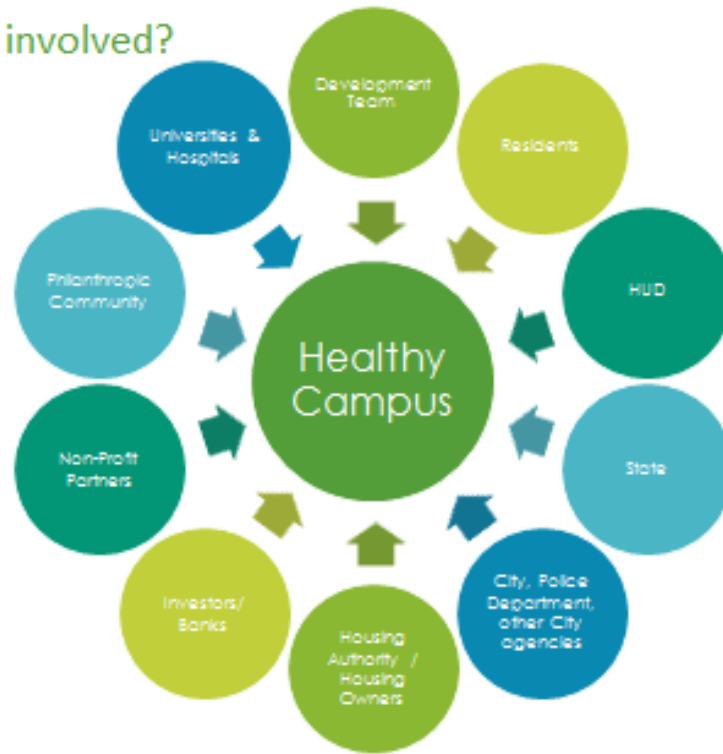 involved?
Development
Team
Residents
HUD
State
City, Police
Department,
other City
agencies
Housing
Authority /
Housing
Owners
Investors/
Banks
Non-Profit
Partners
Philanthropic
Community
Universities &
Hospitals
Healthy
Campus